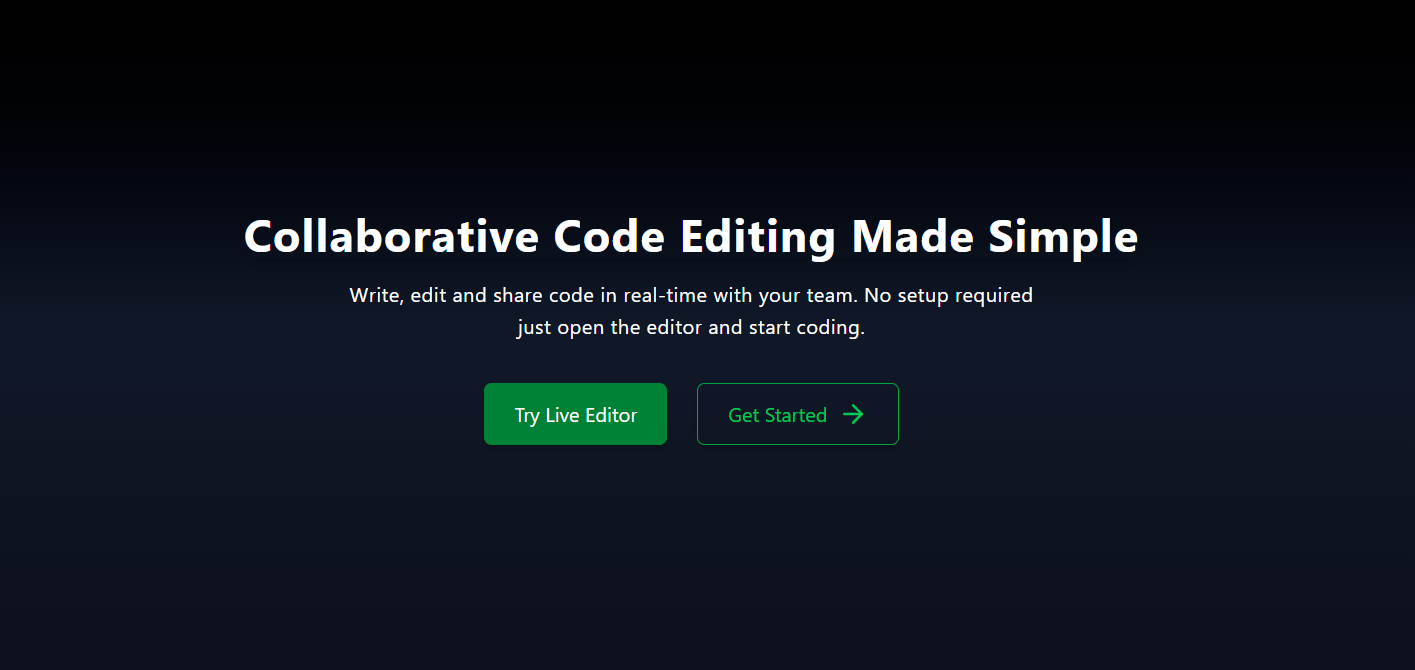 Collaborative Code Editing Made Simple
Write, edit and share code in real-time with your team. No setup required
just open the editor and start coding.
Try Live Editor
Get Started